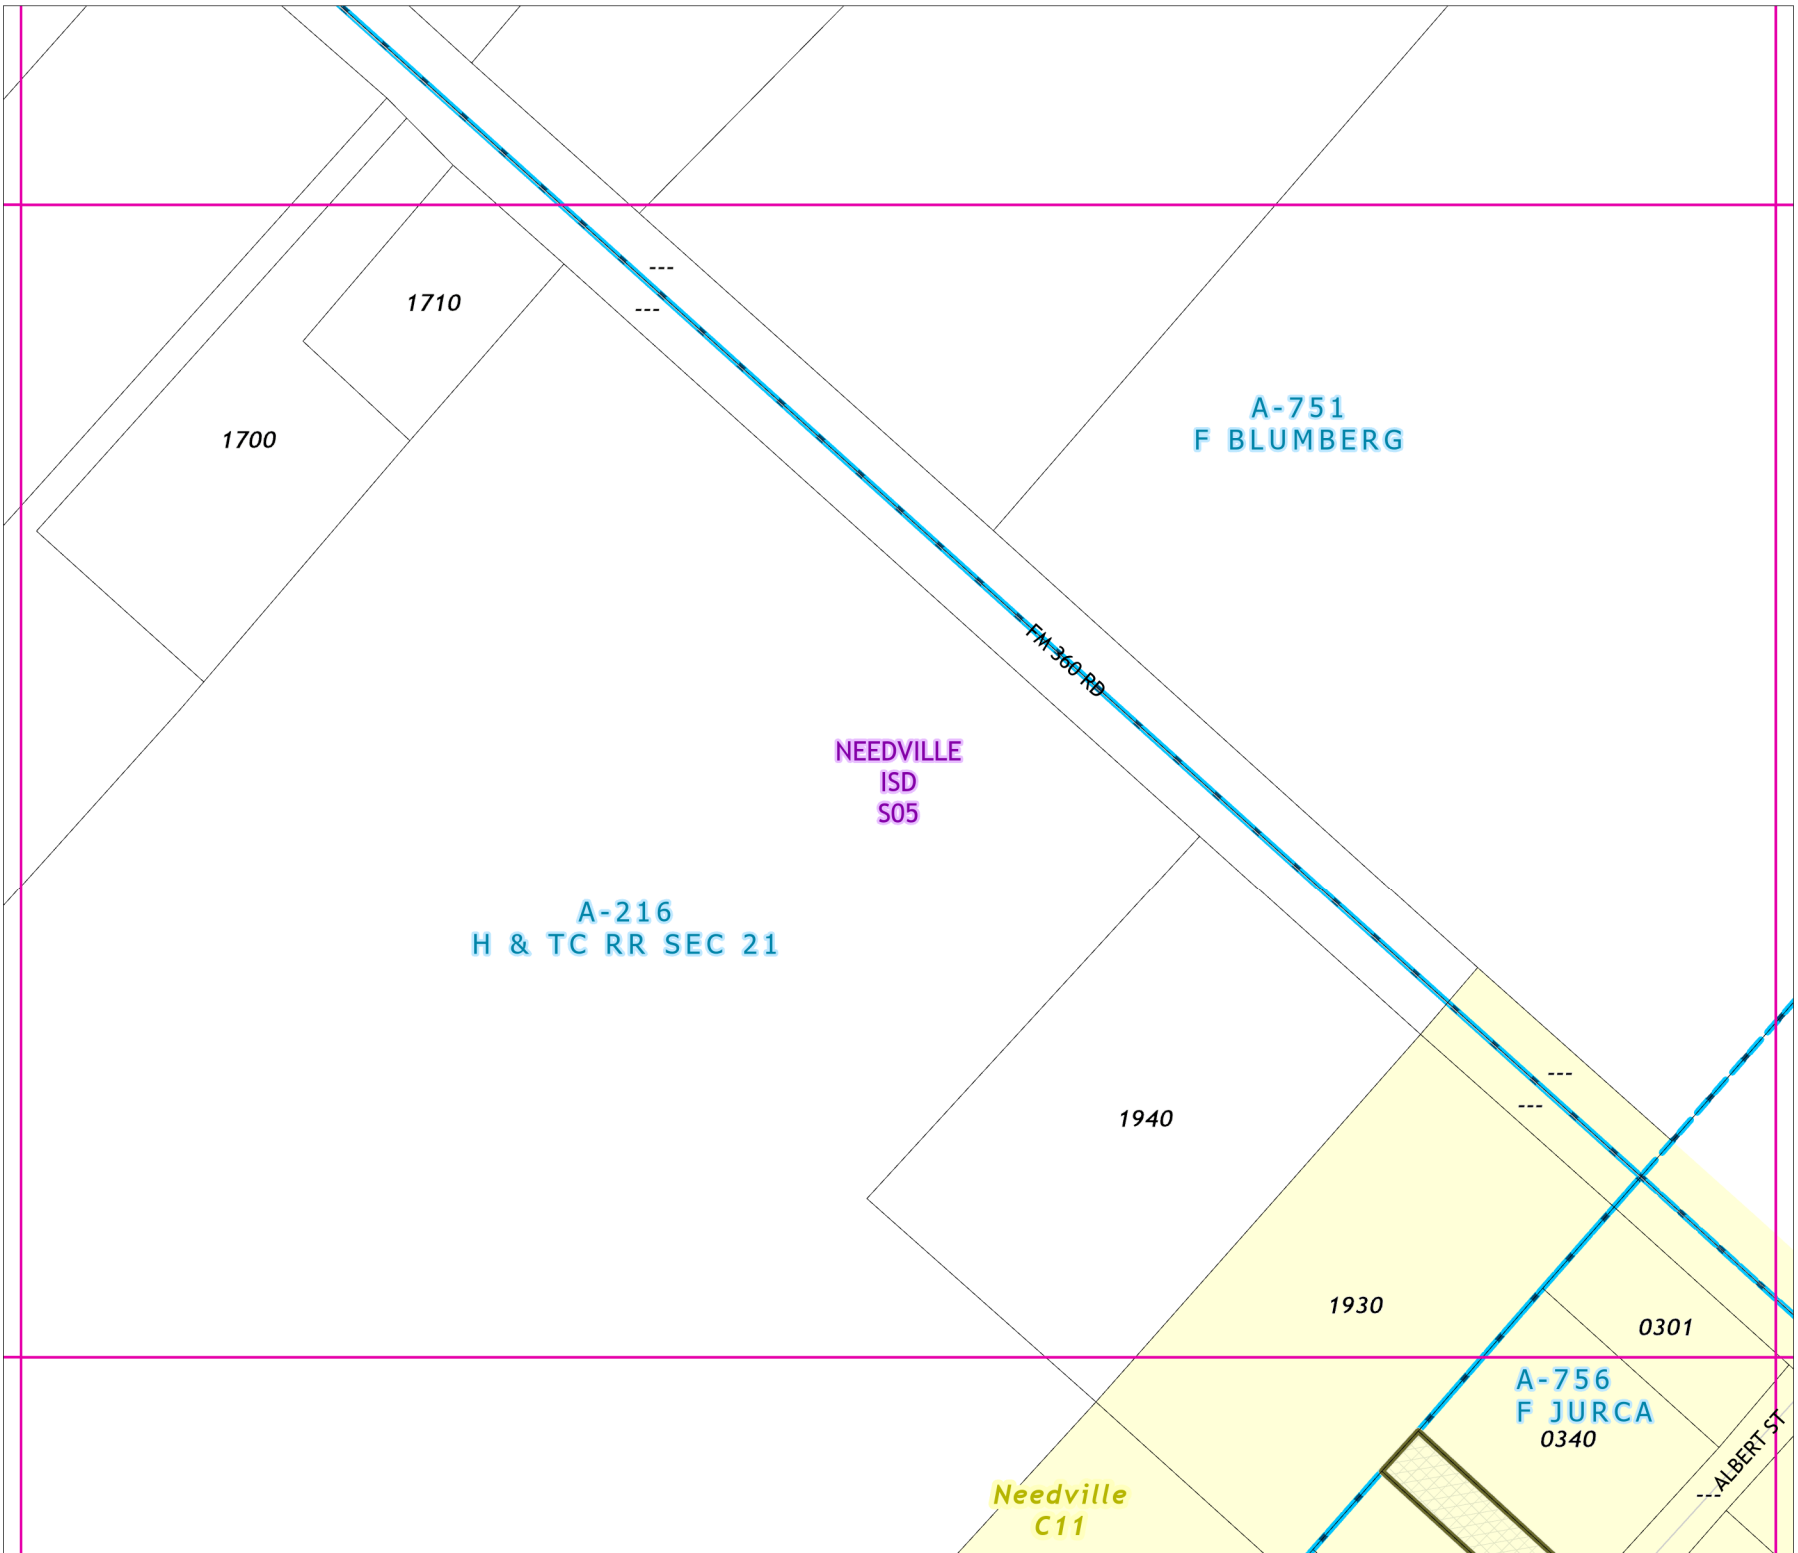 ---
1710
---
A-751
F BLUMBERG
1700
FM 360 RD
NEEDVILLE
ISD
S05
A-216
H & TC RR SEC 21
---
---
1940
1930
0301
A-756
F JURCA
0340
ALBERT ST
---
Needville
C11